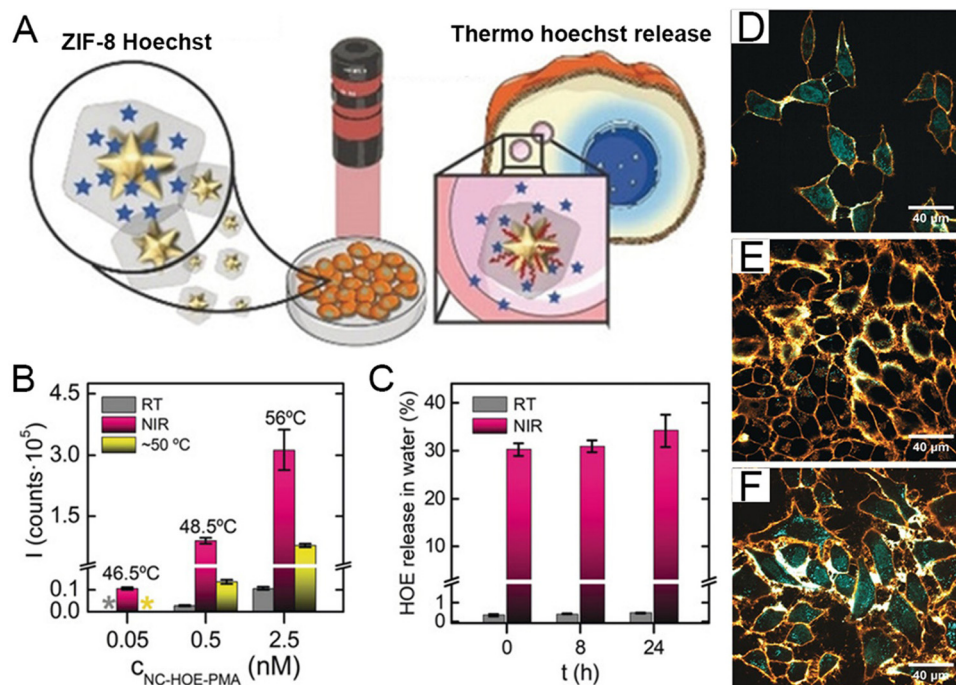 A
ZIF-8 Hoechst
Thermo hoechst release
D
40 µm
E
40 µm
F
40 µm
B
I (counts·10⁵)
4.5
3.0
1.5
0.1
0.0
RT
NIR
~50 ºC
46.5ºC
48.5ºC
56ºC
*
*
0.05
0.5
2.5
c_NC-HOE-PMA (nM)
C
HOE release in water (%)
40
30
20
10
1
0
RT
NIR
0
8
24
t (h)